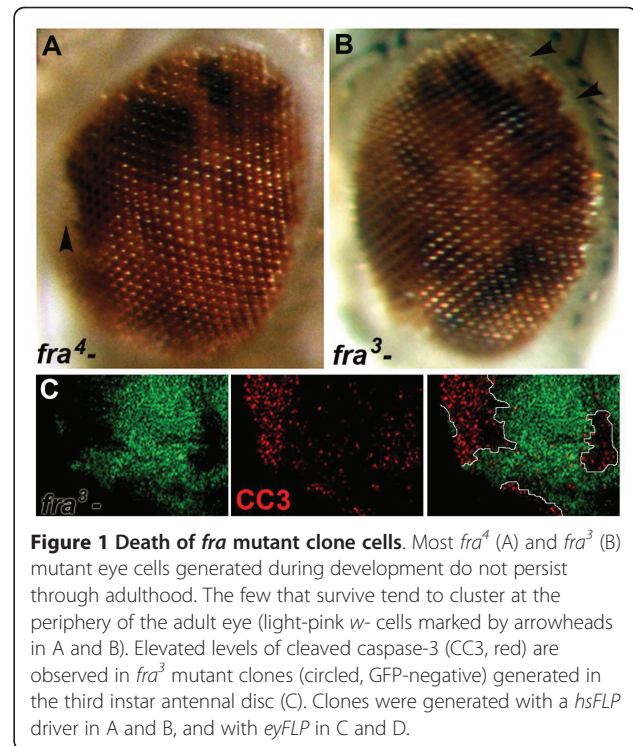 A
B
fra4-
fra3-
C
fra3-
CC3
Figure 1 Death of fra mutant clone cells. Most fra4 (A) and fra3 (B)
mutant eye cells generated during development do not persist
through adulthood. The few that survive tend to cluster at the
periphery of the adult eye (light-pink w- cells marked by arrowheads
in A and B). Elevated levels of cleaved caspase-3 (CC3, red) are
observed in fra3 mutant clones (circled, GFP-negative) generated in
the third instar antennal disc (C). Clones were generated with a hsFLP
driver in A and B, and with eyFLP in C and D.